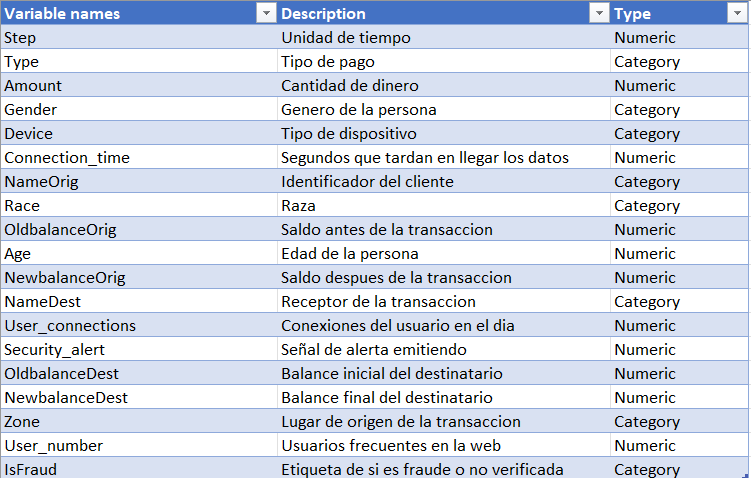 Variable names Description Type
Step Unidad de tiempo Numeric
Type Tipo de pago Category
Amount Cantidad de dinero Numeric
Gender Genero de la persona Category
Device Tipo de dispositivo Category
Connection_time Segundos que tardan en llegar los datos Numeric
NameOrig Identificador del cliente Category
Race Raza Category
OldbalanceOrig Saldo antes de la transaccion Numeric
Age Edad de la persona Numeric
NewbalanceOrig Saldo despues de la transaccion Numeric
NameDest Receptor de la transaccion Category
User_connections Conexiones del usuario en el dia Numeric
Security_alert Señal de alerta emitiendo Numeric
OldbalanceDest Balance inicial del destinatario Numeric
NewbalanceDest Balance final del destinatario Numeric
Zone Lugar de origen de la transaccion Category
User_number Usuarios frecuentes en la web Numeric
IsFraud Etiqueta de si es fraude o no verificada Category